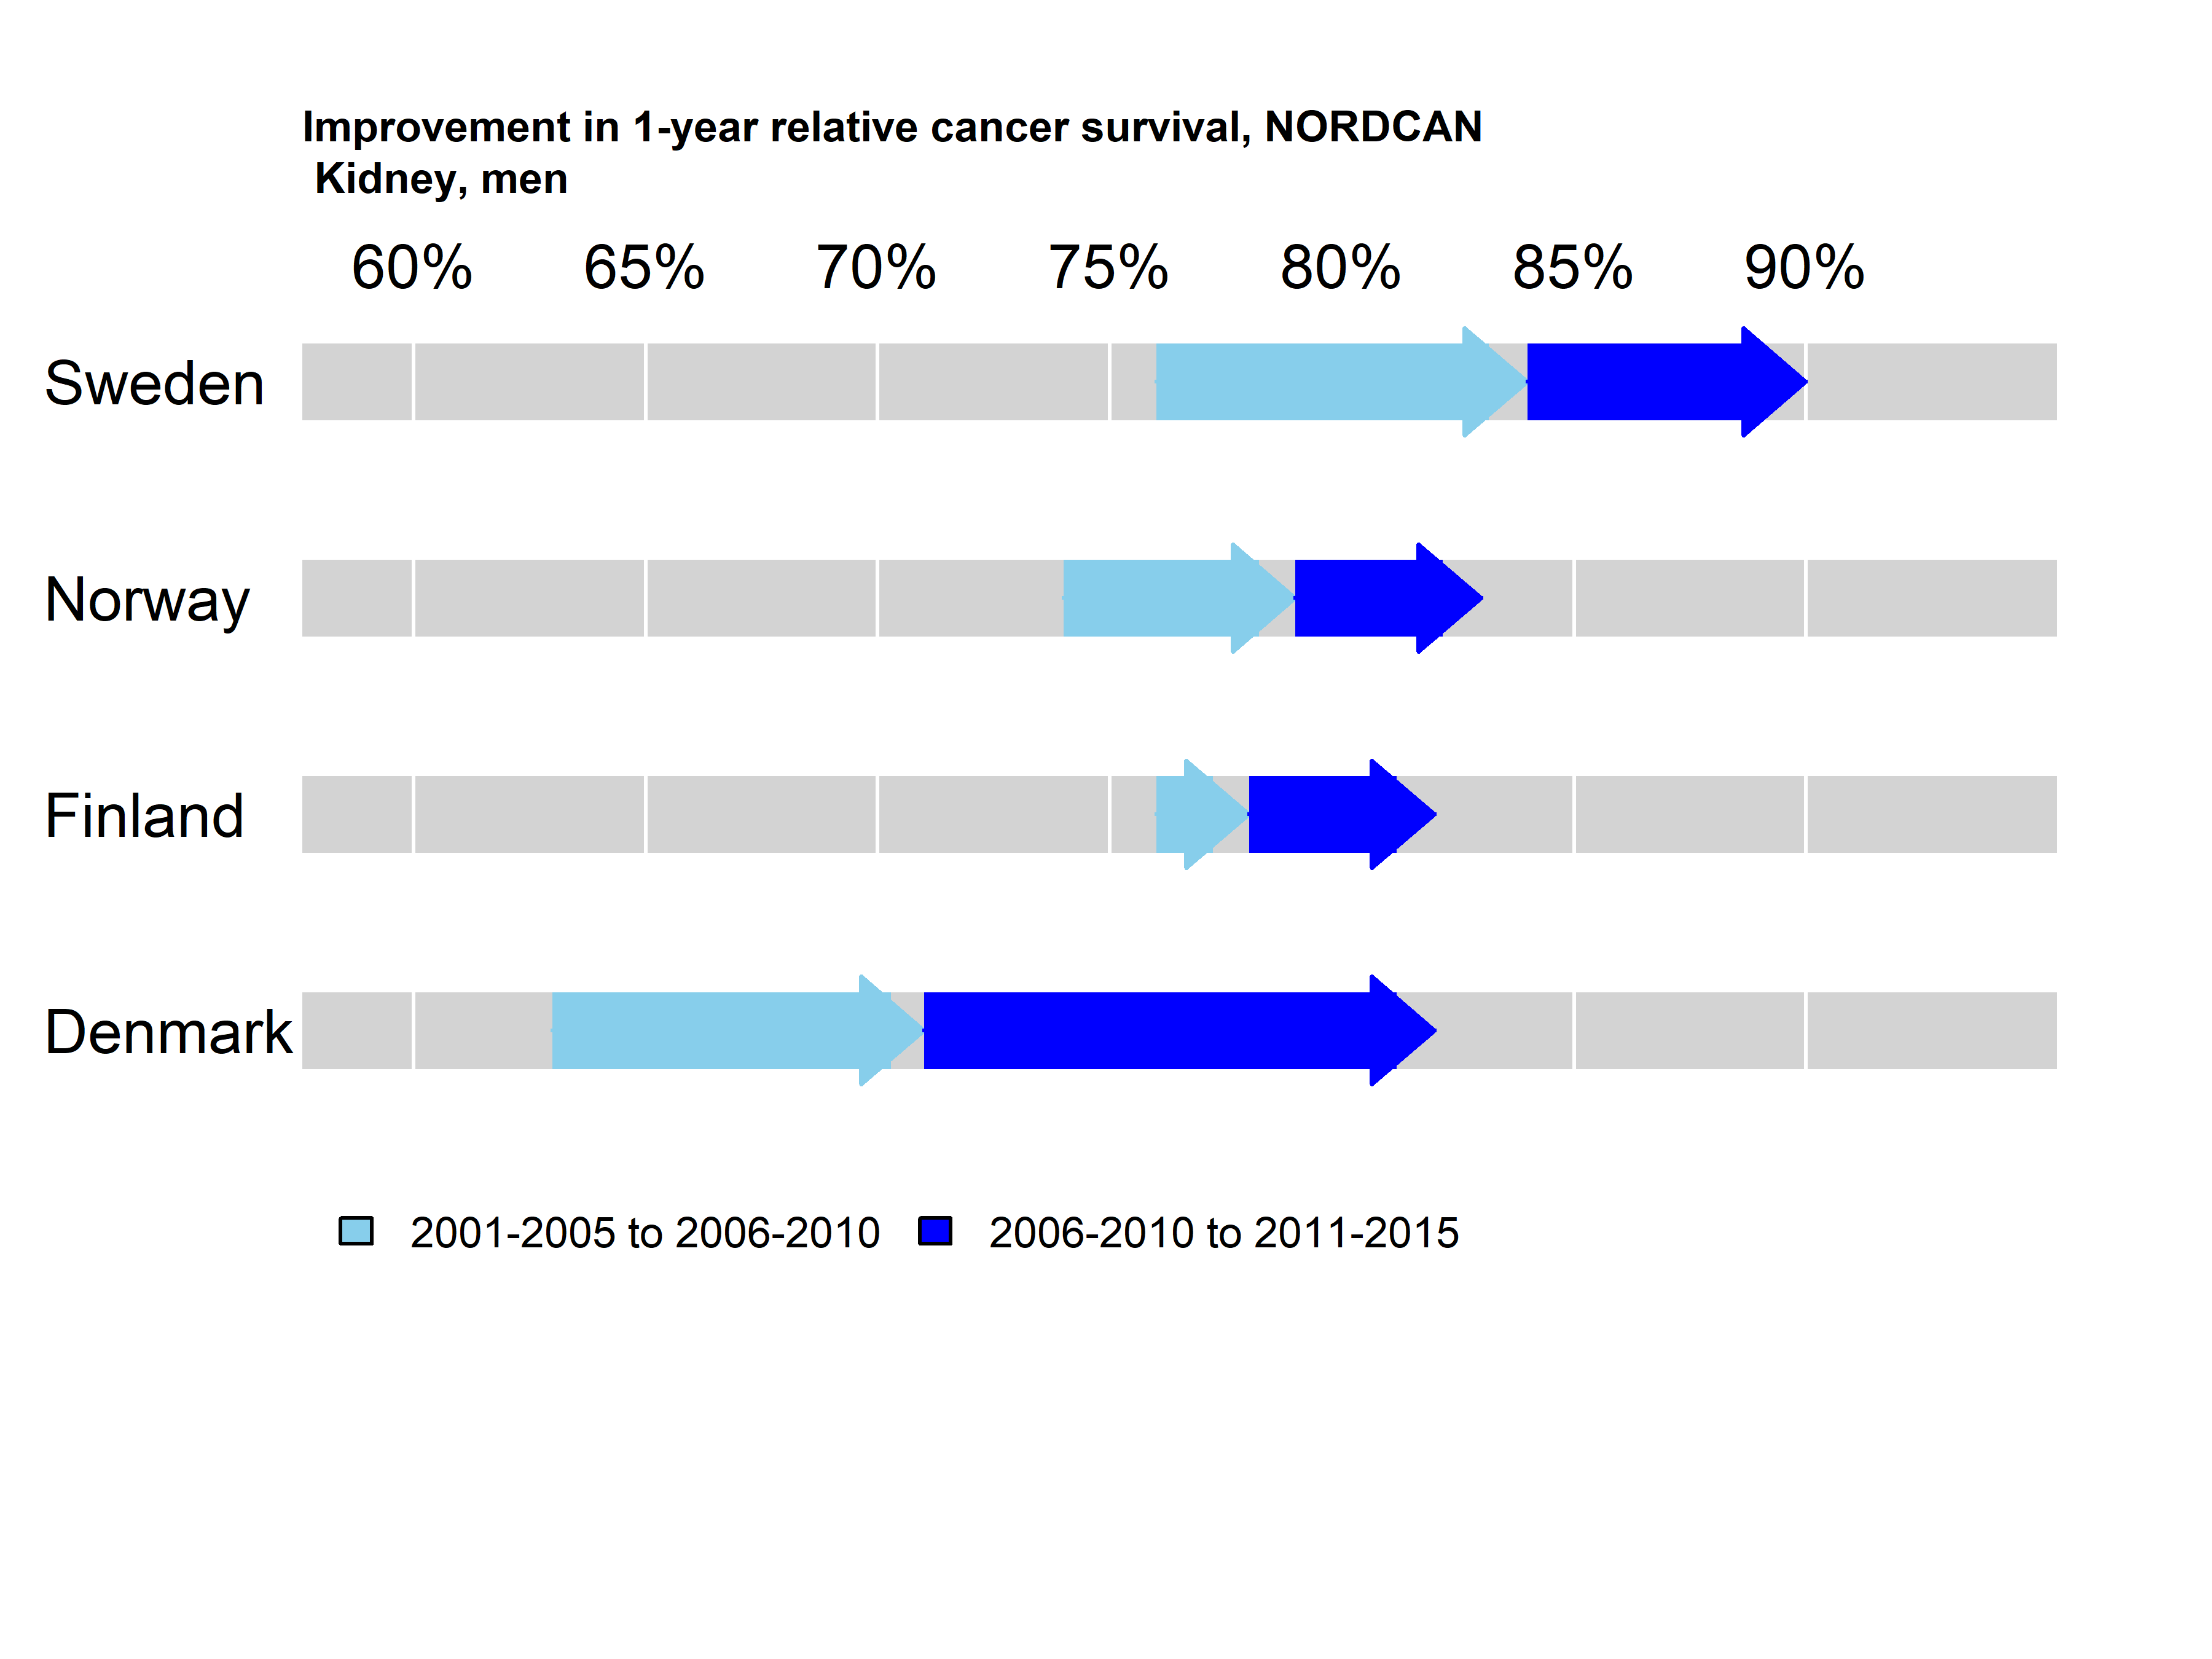 Improvement in 1-year relative cancer survival, NORDCAN
Kidney, men
60% 65% 70% 75% 80% 85% 90%
Sweden
Norway
Finland
Denmark
2001-2005 to 2006-2010 2006-2010 to 2011-2015